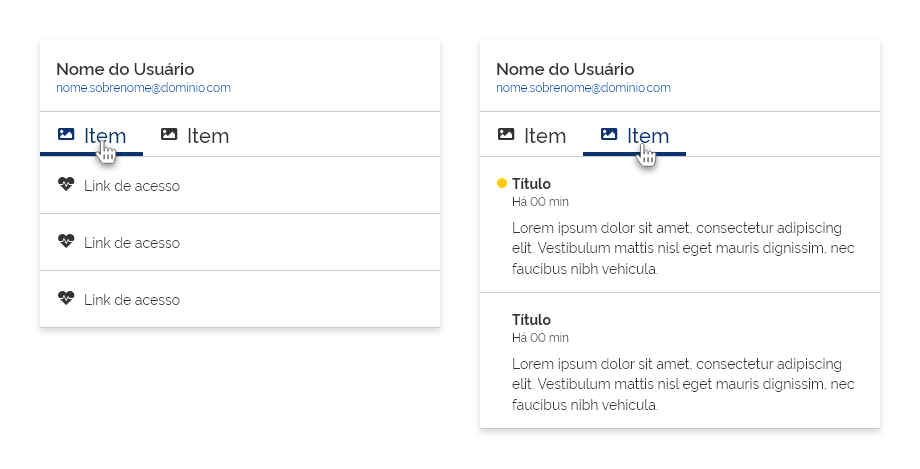 Nome do Usuário
nome.sobrenome@dominio.com
Item Item
Link de acesso
Link de acesso
Link de acesso
Nome do Usuário
nome.sobrenome@dominio.com
Item Item
Título
Há 00 min
Lorem ipsum dolor sit amet, consectetur adipiscing
elit. Vestibulum mattis nisl eget mauris dignissim, nec
faucibus nibh vehicula.
Título
Há 00 min
Lorem ipsum dolor sit amet, consectetur adipiscing
elit. Vestibulum mattis nisl eget mauris dignissim, nec
faucibus nibh vehicula.